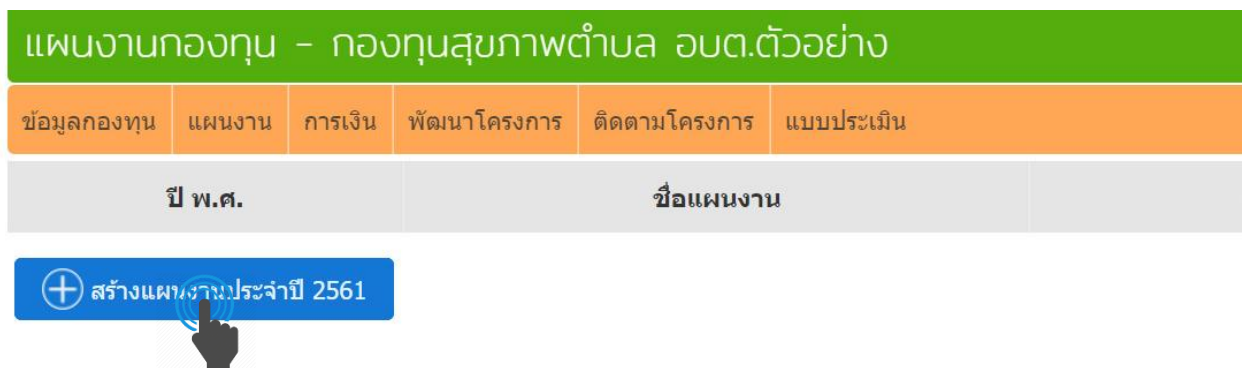 แผนงานกองทุน - กองทุนสุขภาพตำบล อบต.ตัวอย่าง
ข้อมูลกองทุน แผนงาน การเงิน พัฒนาโครงการ ติดตามโครงการ แบบประเมิน
ปี พ.ศ. ชื่อแผนงาน
สร้างแผนงานประจำปี 2561